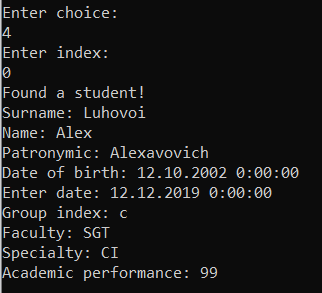 Enter choice:
4
Enter index:
0
Found a student!
Surname: Luhovoi
Name: Alex
Patronymic: Alexavovich
Date of birth: 12.10.2002 0:00:00
Enter date: 12.12.2019 0:00:00
Group index: c
Faculty: SGT
Specialty: CI
Academic performance: 99